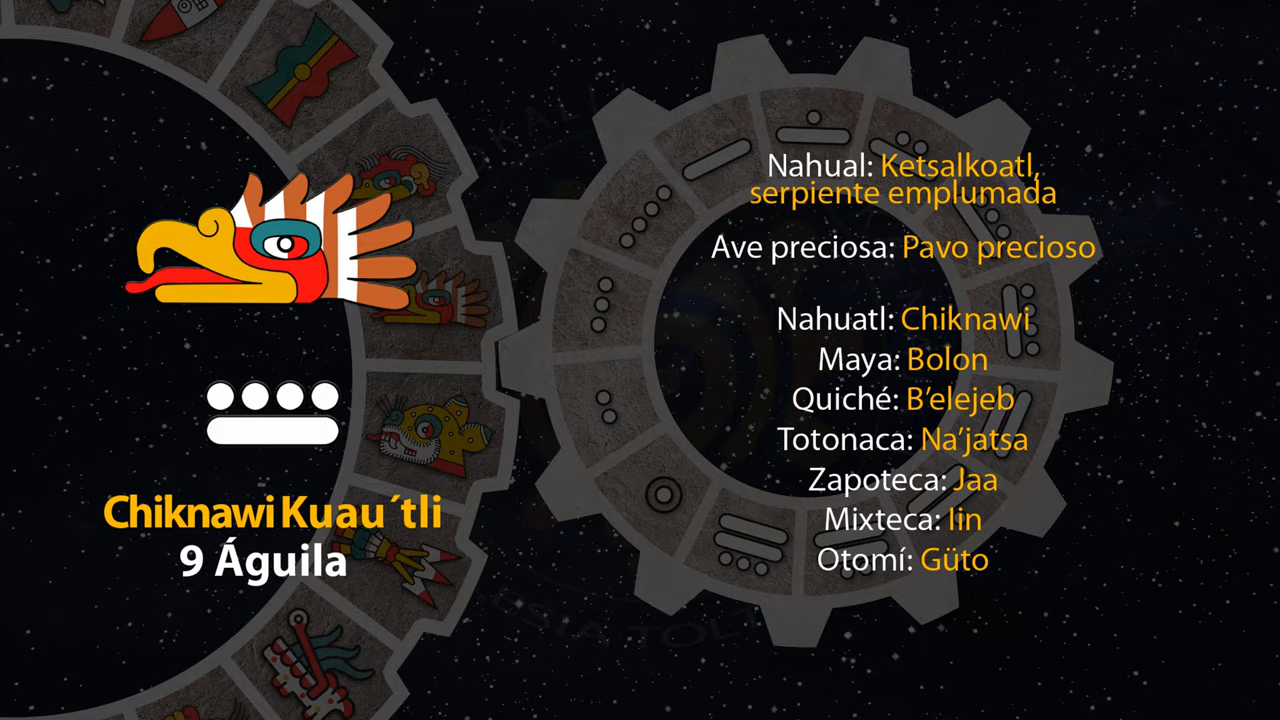 Chiknawi Kuau´tli
9 Águila
Nahual: Ketsalkoatl,
serpiente emplumada
Ave preciosa: Pavo precioso
Nahuatl: Chiknawi
Maya: Bolon
Quiché: B’elejeb
Totonaca: Na’jatsa
Zapoteca: Jaa
Mixteca: Iin
Otomí: Güto